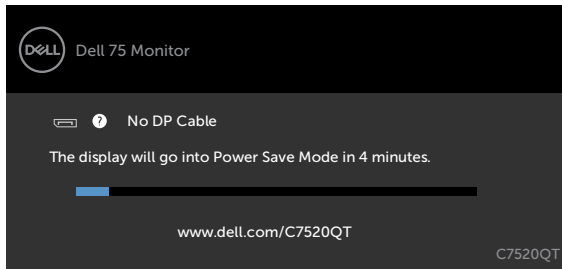 DELL
Dell 75 Monitor
? No DP Cable
The display will go into Power Save Mode in 4 minutes.
www.dell.com/C7520QT
C7520QT